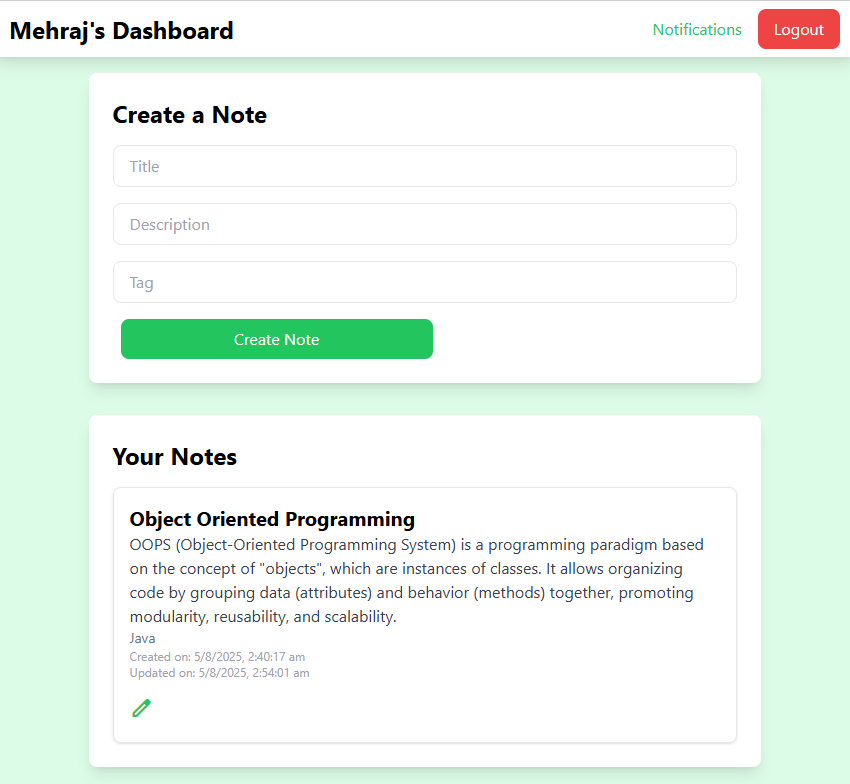 Mehraj's Dashboard
Notifications
Logout
Create a Note
Title
Description
Tag
Create Note
Your Notes
Object Oriented Programming
OOPS (Object-Oriented Programming System) is a programming paradigm based
on the concept of "objects", which are instances of classes. It allows organizing
code by grouping data (attributes) and behavior (methods) together, promoting
modularity, reusability, and scalability.
Java
Created on: 5/8/2025, 2:40:17 am
Updated on: 5/8/2025, 2:54:01 am